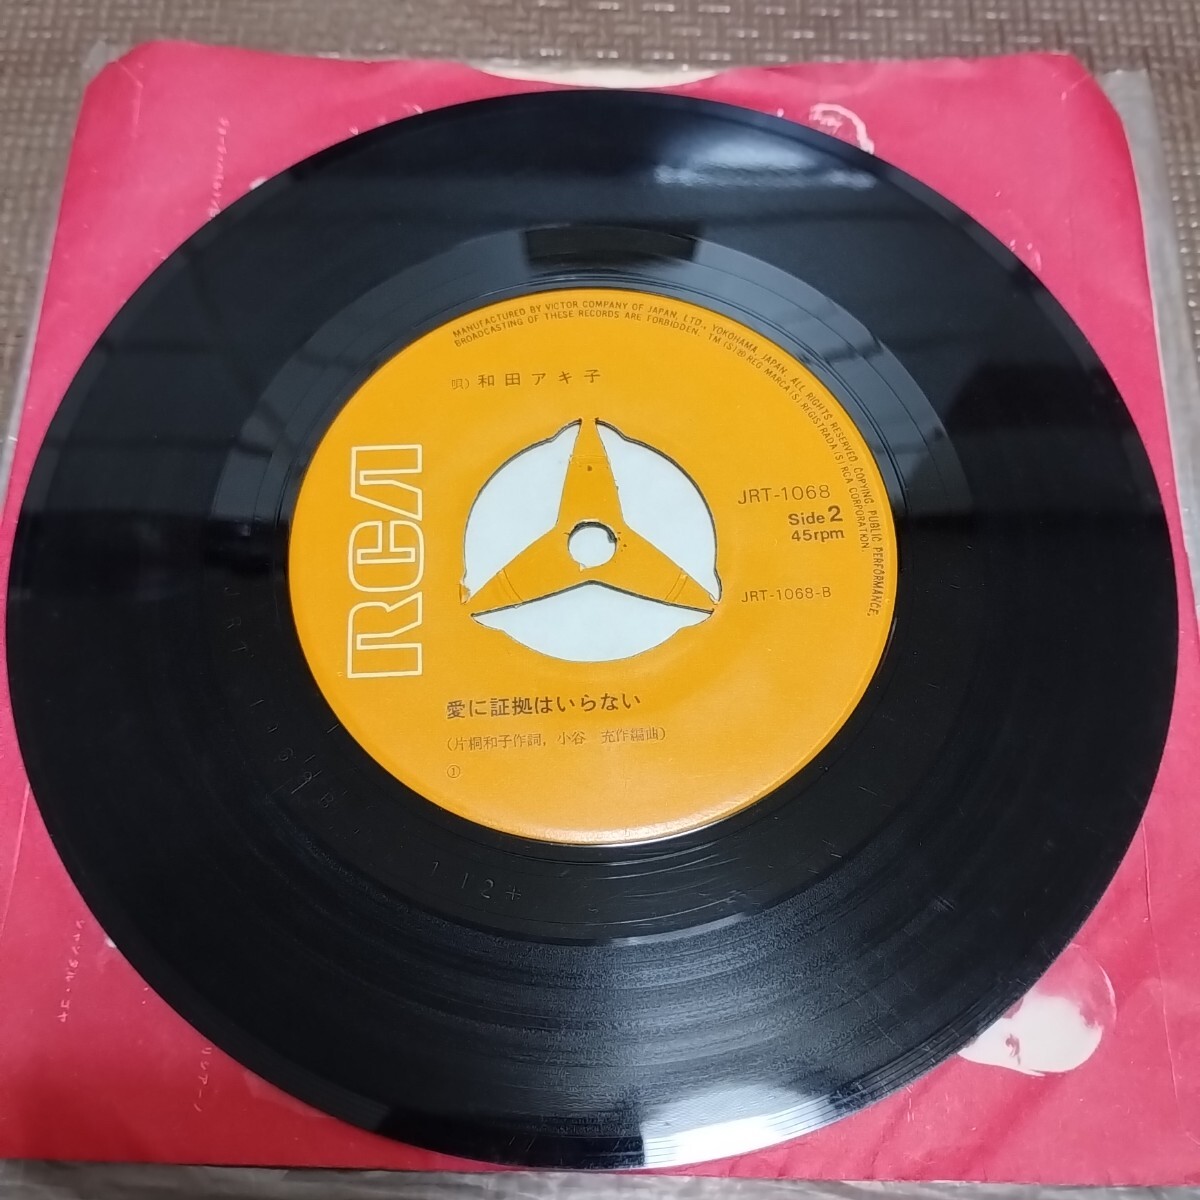 MANUFACTURED BY VICTOR COMPANY OF JAPAN, LTD., YOKOHAMA, JAPAN. ALL RIGHTS RESERVED. COPYING, PUBLIC PERFORMANCE,
BROADCASTING OF THESE RECORDS ARE FORBIDDEN. TM (S) ® REG MARCA (S) REGISTRADA (S) RCA CORPORATION.
唄) 和田アキ子
RCA
JRT-1068
Side 2
45rpm
JRT-1068-B
愛に証拠はいらない
(片桐和子作詞, 小谷 充作編曲)
①
112+